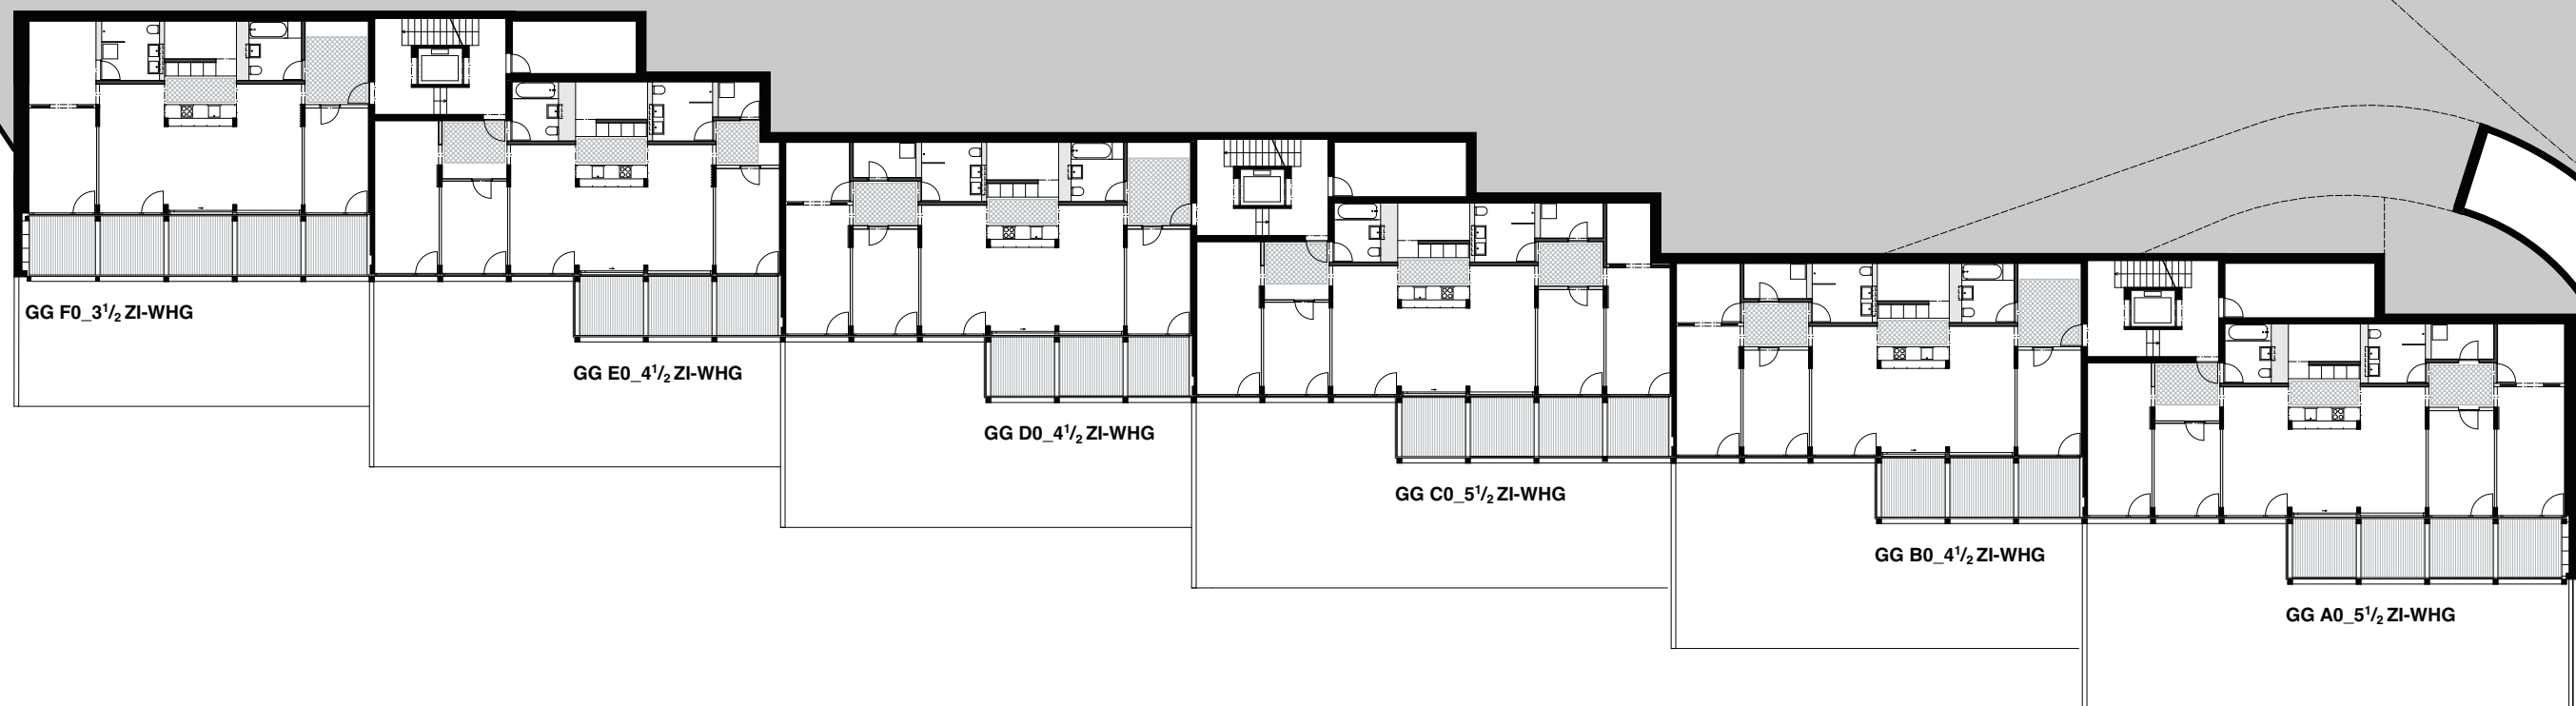 GG F0_3½ ZI-WHG
GG E0_4½ ZI-WHG
GG D0_4½ ZI-WHG
GG C0_5½ ZI-WHG
GG B0_4½ ZI-WHG
GG A0_5½ ZI-WHG